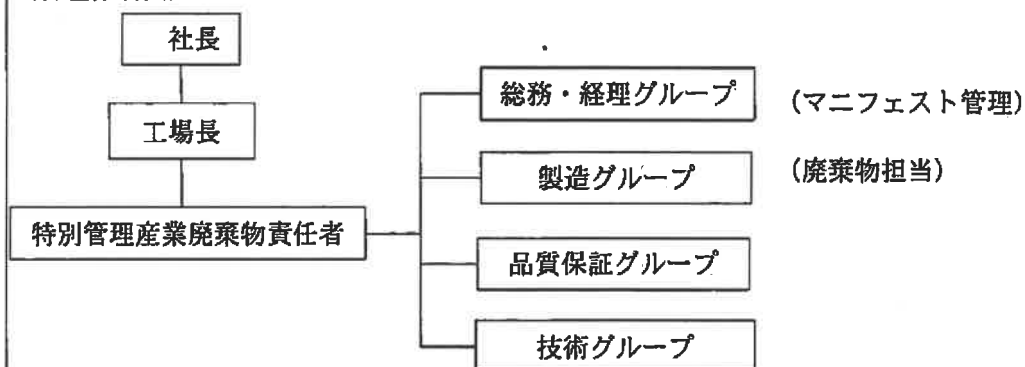 社長
工場長
特別管理産業廃棄物責任者
総務・経理グループ (マニフェスト管理)
製造グループ (廃棄物担当)
品質保証グループ
技術グループ